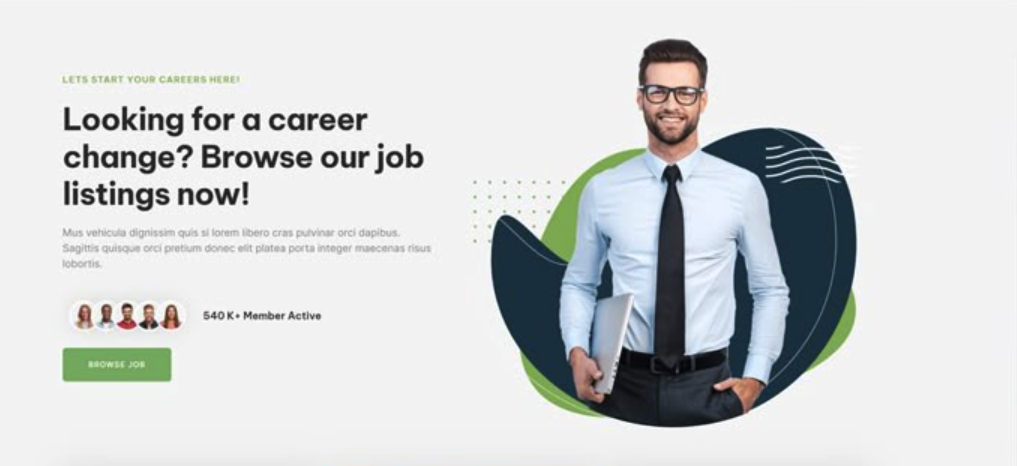 LETS START YOUR CAREERS HERE!
Looking for a career
change? Browse our job
listings now!
Mus vehicula dignissim quis si lorem libero cras pulvinar orci dapibus.
Sagittis quisque orci pretium donec elit platea porta integer maecenas risus
lobortis.
540 K+ Member Active
BROWSE JOB